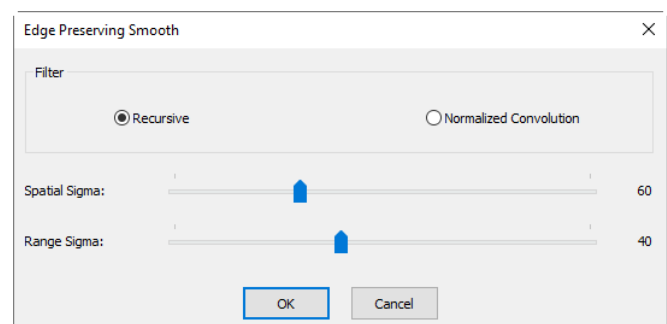 Edge Preserving Smooth
Filter
Recursive Normalized Convolution
Spatial Sigma: 60
Range Sigma: 40
OK Cancel